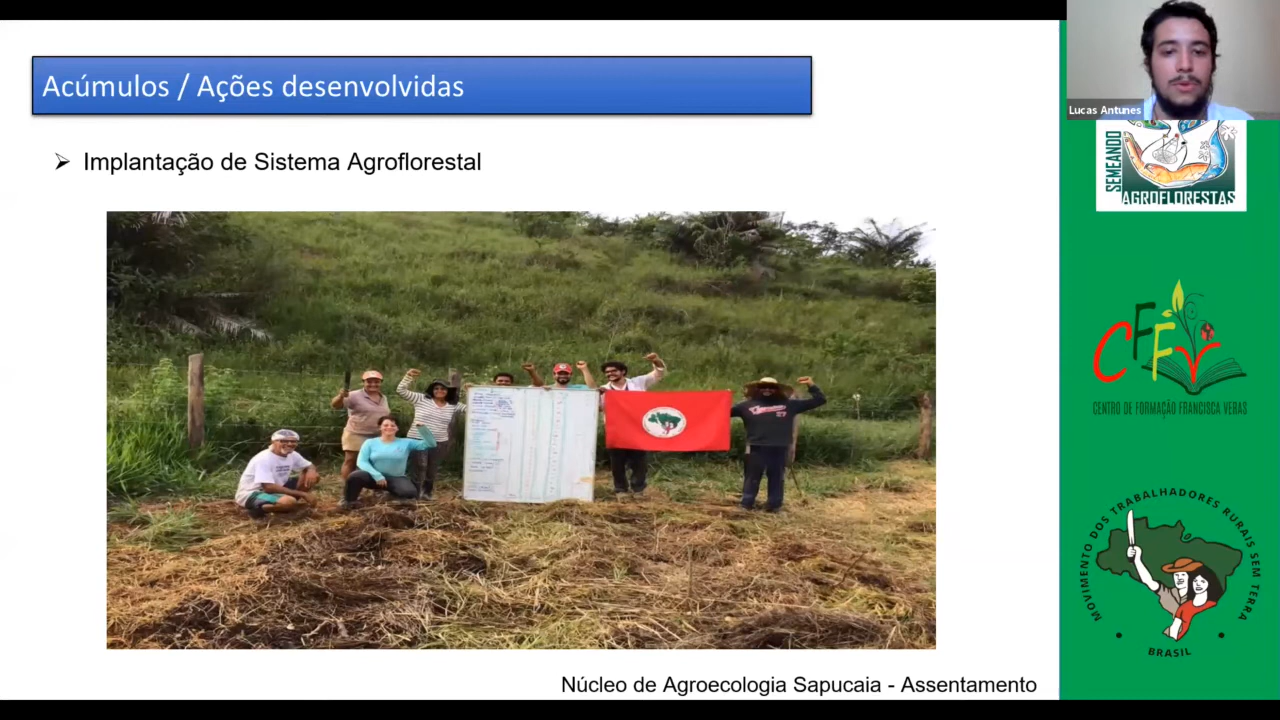 Acúmulos / Ações desenvolvidas
Lucas Antunes
Implantação de Sistema Agroflorestal
SEMEANDO
AGROFLORESTAS
CFFV
CENTRO DE FORMAÇÃO FRANCISCA VERAS
MOVIMENTO DOS TRABALHADORES RURAIS SEM TERRA
BRASIL
Núcleo de Agroecologia Sapucaia - Assentamento